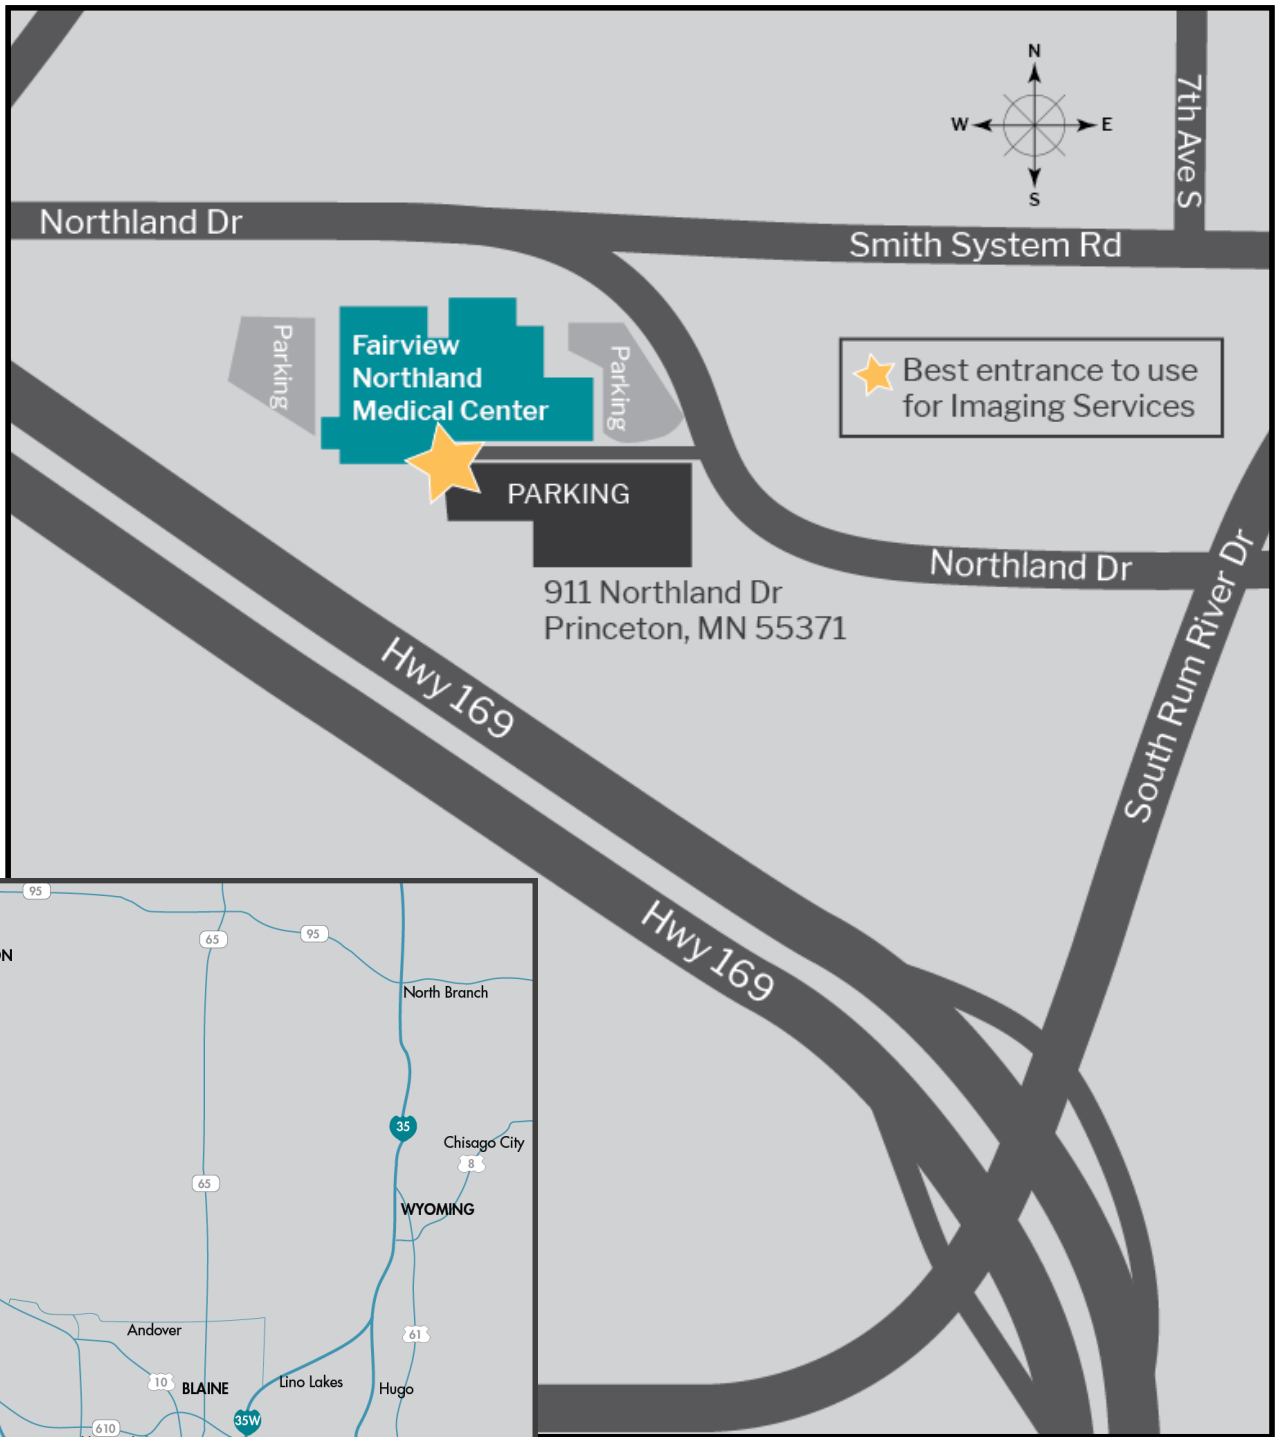 N
W E
S
7th Ave S
Northland Dr
Smith System Rd
Parking
Fairview
Northland
Medical Center
Parking
Best entrance to use
for Imaging Services
PARKING
Northland Dr
911 Northland Dr
Princeton, MN 55371
South Rum River Dr
Hwy 169
Hwy 169
95
65
95
ON
North Branch
35
Chisago City
8
65
WYOMING
Andover
61
10
BLAINE
Lino Lakes
Hugo
35W
610